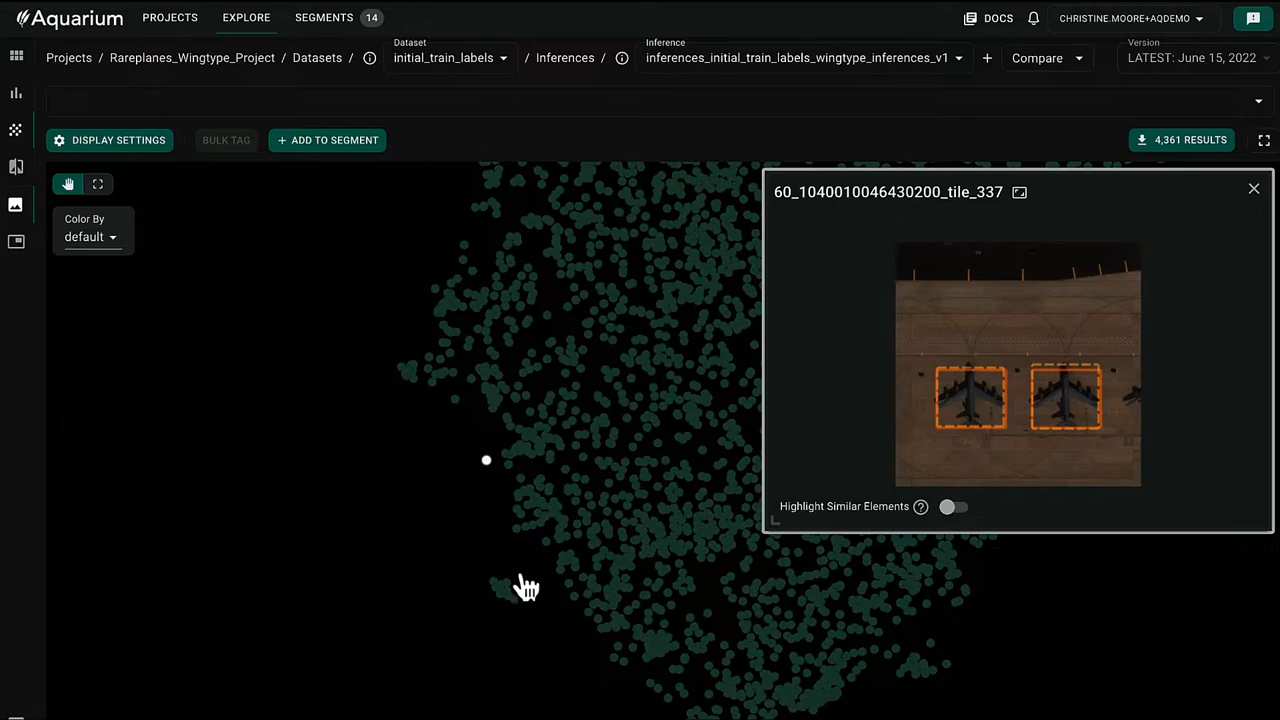 Aquarium PROJECTS EXPLORE SEGMENTS 14 DOCS CHRISTINE.MOORE+AQDEMO
Projects / Rareplanes_Wingtype_Project / Datasets / Dataset initial_train_labels / Inferences / Inference inferences_initial_train_labels_wingtype_inferences_v1 + Compare Version LATEST: June 15, 2022
DISPLAY SETTINGS BULK TAG + ADD TO SEGMENT 4,361 RESULTS
60_1040010046430200_tile_337
Color By
default
Highlight Similar Elements ?